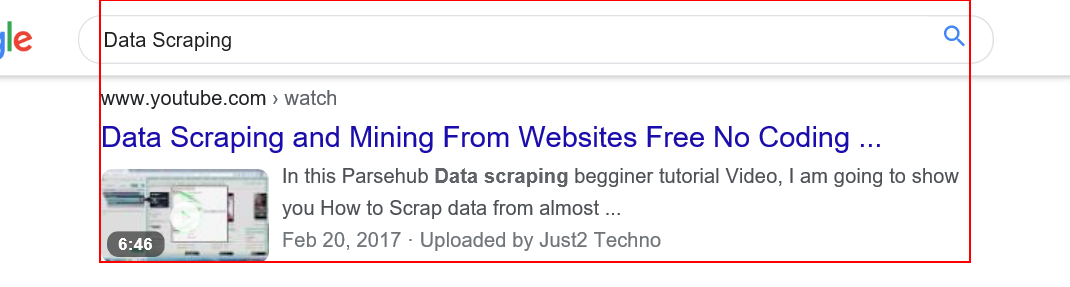 gle
Data Scraping
www.youtube.com › watch
Data Scraping and Mining From Websites Free No Coding ...
In this Parsehub Data scraping begginer tutorial Video, I am going to show
you How to Scrap data from almost ...
6:46
Feb 20, 2017 · Uploaded by Just2 Techno